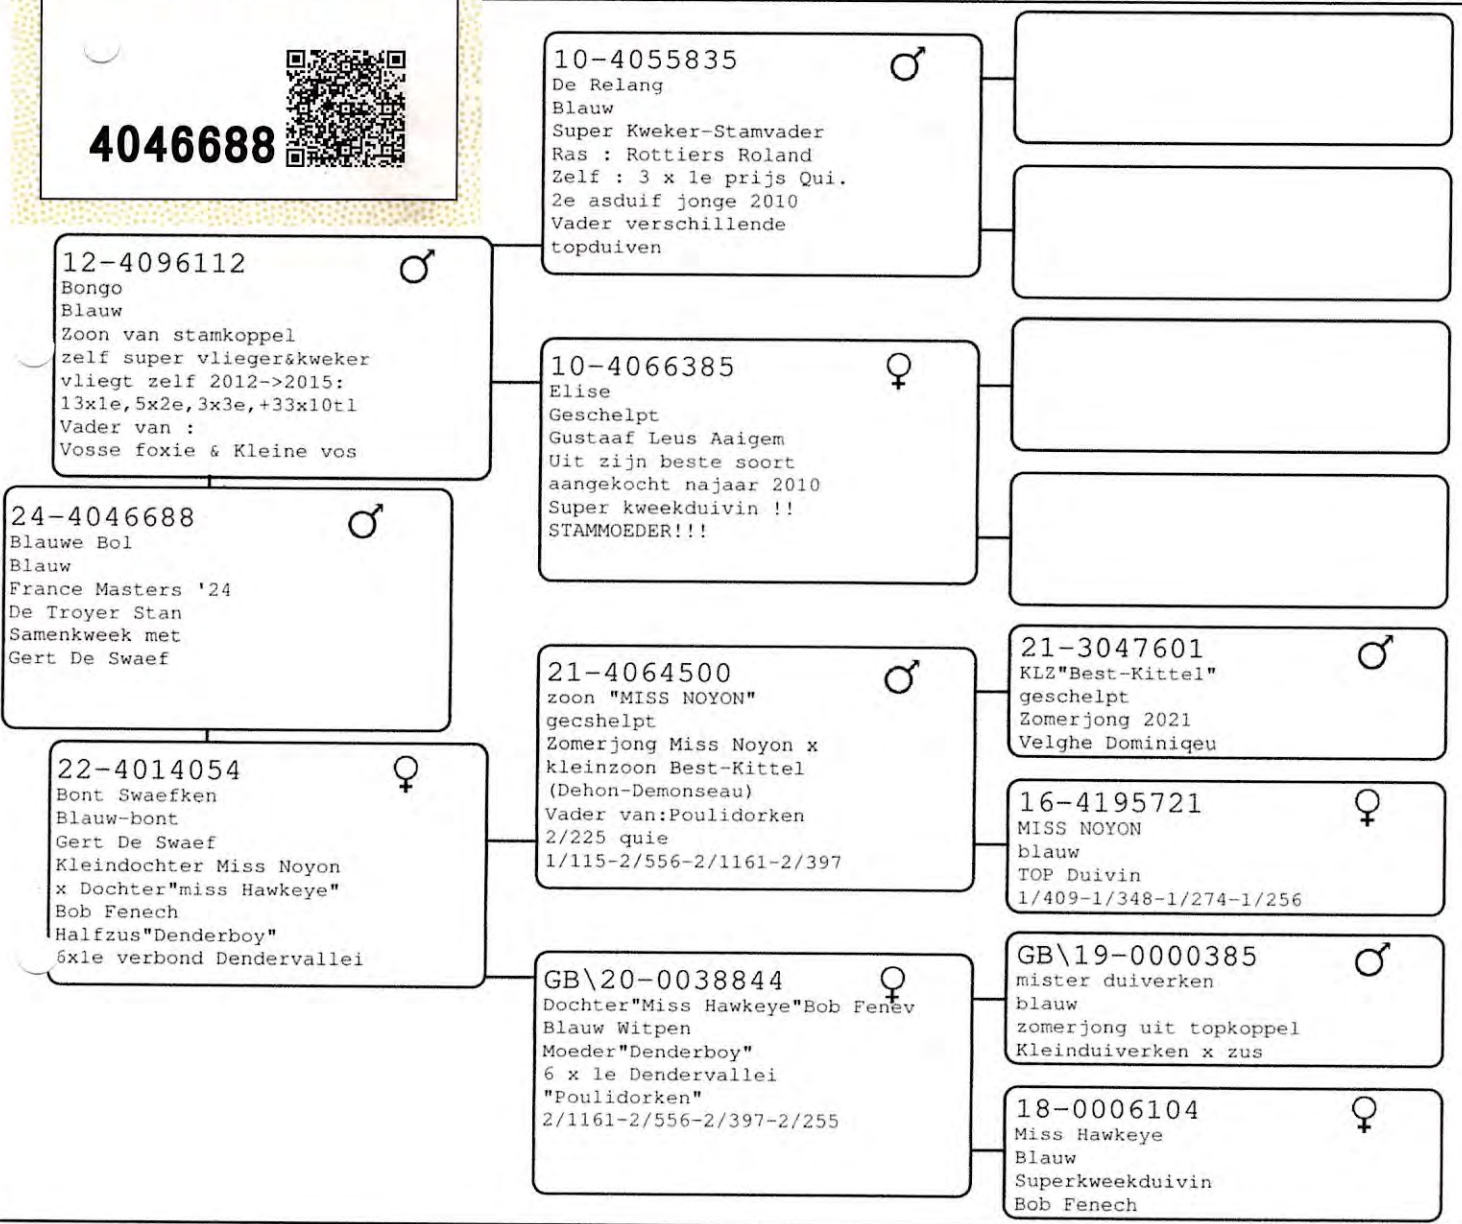 4046688
10-4055835
De Relang
Blauw
Super Kweker-Stamvader
Ras : Rottiers Roland
Zelf : 3 x 1e prijs Qui.
2e asduif jonge 2010
Vader verschillende
topduiven
12-4096112
Bongo
Blauw
Zoon van stamkoppel
zelf super vlieger&kweker
vliegt zelf 2012->2015:
13x1e,5x2e,3x3e,+33x10tl
Vader van :
Vosse foxie & Kleine vos
10-4066385
Elise
Geschelpt
Gustaaf Leus Aaigem
Uit zijn beste soort
aangekocht najaar 2010
Super kweekduivin !!
STAMMOEDER!!!
24-4046688
Blauwe Bol
Blauw
France Masters '24
De Troyer Stan
Samenkweek met
Gert De Swaef
21-4064500
zoon "MISS NOYON"
gecshelpt
Zomerjong Miss Noyon x
kleinzoon Best-Kittel
(Dehon-Demonseau)
Vader van:Poulidorken
2/225 quie
1/115-2/556-2/1161-2/397
21-3047601
KLZ"Best-Kittel"
geschelpt
Zomerjong 2021
Velghe Dominiqeu
16-4195721
MISS NOYON
blauw
TOP Duivin
1/409-1/348-1/274-1/256
22-4014054
Bont Swaefken
Blauw-bont
Gert De Swaef
Kleindochter Miss Noyon
x Dochter"miss Hawkeye"
Bob Fenech
Halfzus"Denderboy"
6x1e verbond Dendervallei
GB\20-0038844
Dochter"Miss Hawkeye"Bob Fenev
Blauw Witpen
Moeder"Denderboy"
6 x 1e Dendervallei
"Poulidorken"
2/1161-2/556-2/397-2/255
GB\19-0000385
mister duiverken
blauw
zomerjong uit topkoppel
Kleinduiverken x zus
18-0006104
Miss Hawkeye
Blauw
Superkweekduivin
Bob Fenech